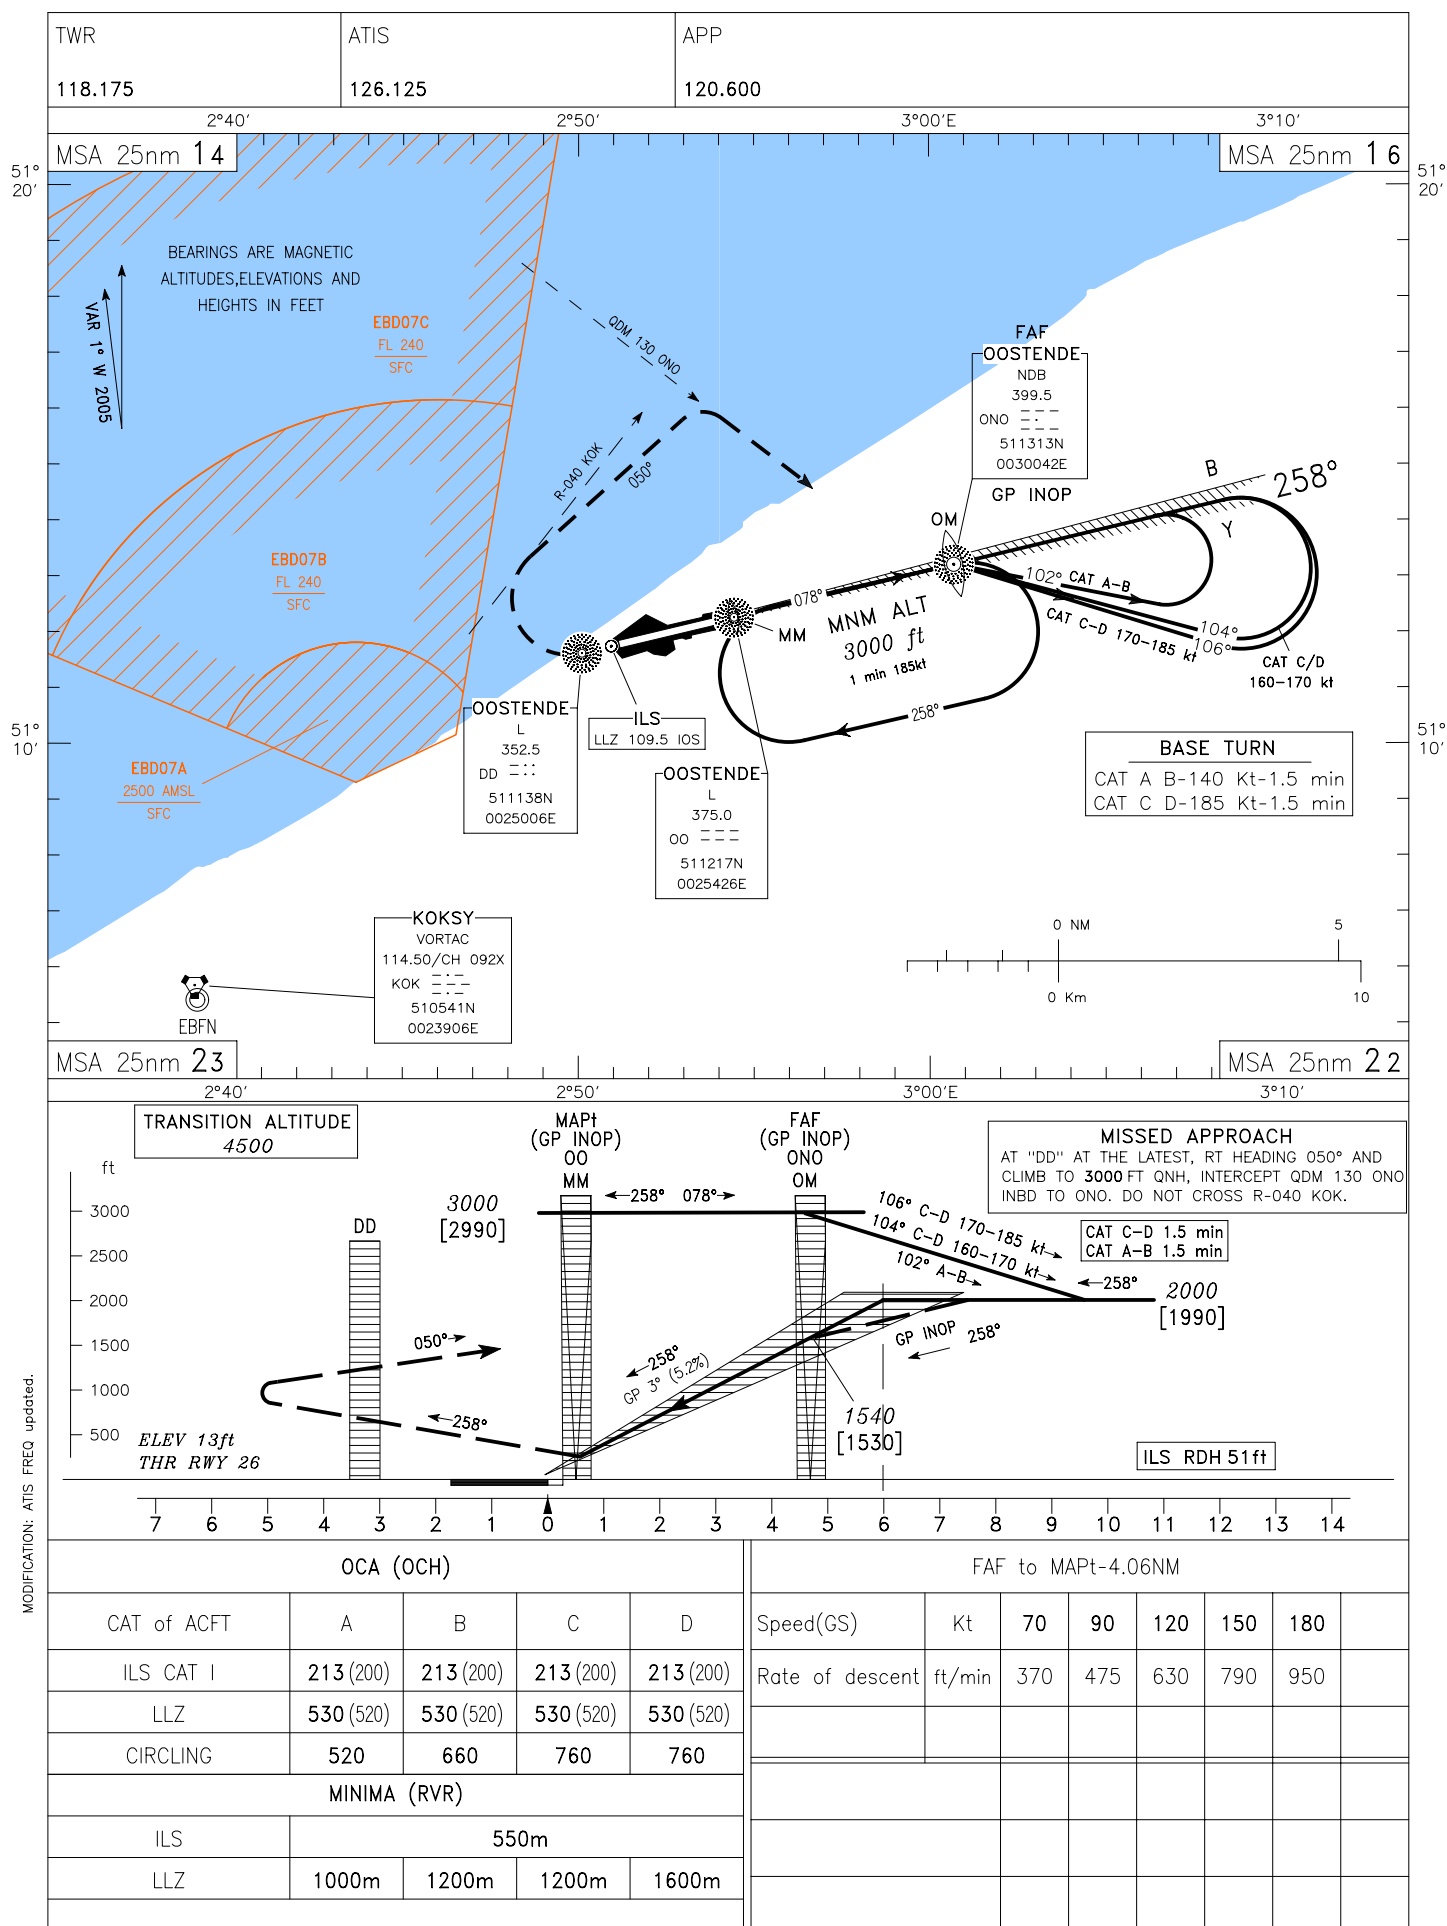 TWR
118.175
ATIS
126.125
APP
120.600
2°40'
2°50'
3°00'E
3°10'
MSA 25nm 14
MSA 25nm 16
51°
20'
51°
20'
BEARINGS ARE MAGNETIC
ALTITUDES,ELEVATIONS AND
HEIGHTS IN FEET
VAR 1° W 2005
EBD07C
FL 240
SFC
QDM 130 ONO
R-040 KOK
050°
FAF
OOSTENDE
NDB
399.5
ONO
511313N
0030042E
GP INOP
B
258°
Y
OM
EBD07B
FL 240
SFC
078°
102° CAT A-B
MM
MNM ALT
3000 ft
1 min 185kt
104°
CAT C-D 170-185 kt
106°
CAT C/D
160-170 kt
258°
OOSTENDE
L
352.5
DD
511138N
0025006E
ILS
LLZ 109.5 IOS
51°
10'
51°
10'
EBD07A
2500 AMSL
SFC
OOSTENDE
L
375.0
OO
511217N
0025426E
BASE TURN
CAT A B-140 Kt-1.5 min
CAT C D-185 Kt-1.5 min
KOKSY
VORTAC
114.50/CH 092X
KOK
510541N
0023906E
EBFN
0 NM
5
0 Km
10
MSA 25nm 23
MSA 25nm 22
2°40'
2°50'
3°00'E
3°10'
TRANSITION ALTITUDE
4500
MAPt
(GP INOP)
OO
MM
FAF
(GP INOP)
ONO
OM
MISSED APPROACH
AT "DD" AT THE LATEST, RT HEADING 050° AND
CLIMB TO 3000 FT QNH, INTERCEPT QDM 130 ONO
INBD TO ONO. DO NOT CROSS R-040 KOK.
ft
3000
2500
2000
1500
1000
500
DD
3000
[2990]
258° 078°
106° C-D 170-185 kt
104° C-D 160-170 kt
102° A-B
CAT C-D 1.5 min
CAT A-B 1.5 min
258°
2000
[1990]
050°
258°
GP 3° (5.2%)
GP INOP 258°
258°
1540
[1530]
ELEV 13ft
THR RWY 26
ILS RDH 51ft
7 6 5 4 3 2 1 0 1 2 3 4 5 6 7 8 9 10 11 12 13 14
MODIFICATION: ATIS FREQ updated.
OCA (OCH)
CAT of ACFT A B C D
ILS CAT I 213 (200) 213 (200) 213 (200) 213 (200)
LLZ 530 (520) 530 (520) 530 (520) 530 (520)
CIRCLING 520 660 760 760
MINIMA (RVR)
ILS 550m
LLZ 1000m 1200m 1200m 1600m
FAF to MAPt-4.06NM
Speed(GS) Kt 70 90 120 150 180
Rate of descent ft/min 370 475 630 790 950